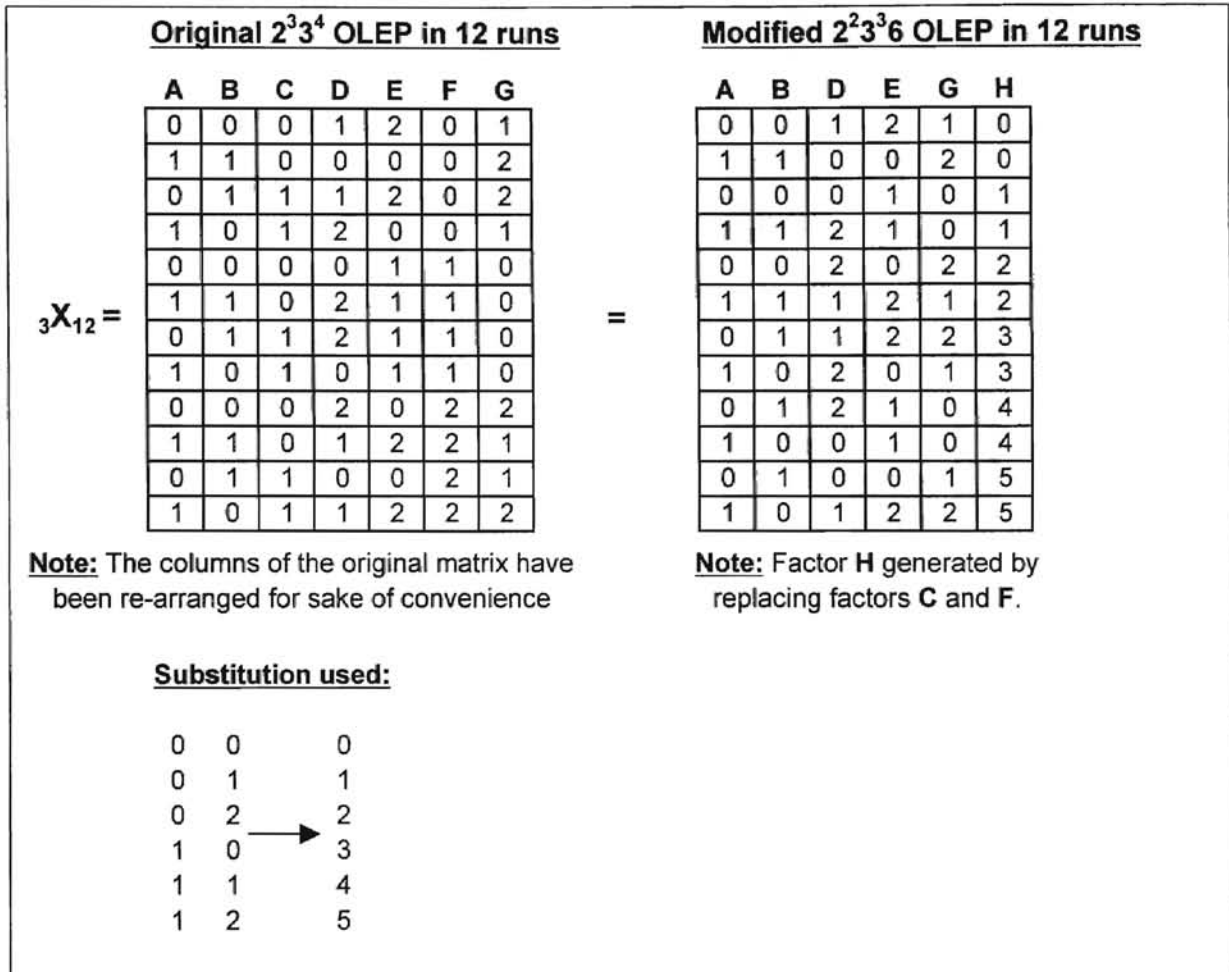 Original 2³3⁴ OLEP in 12 runs
A B C D E F G
0 0 0 1 2 0 1
1 1 0 0 0 0 2
0 1 1 1 2 0 2
1 0 1 2 0 0 1
0 0 0 0 1 1 0
1 1 0 2 1 1 0
0 1 1 2 1 1 0
1 0 1 0 1 1 0
0 0 0 2 0 2 2
1 1 0 1 2 2 1
0 1 1 0 0 2 1
1 0 1 1 2 2 2
₃X₁₂ =
Note: The columns of the original matrix have
been re-arranged for sake of convenience
=
Modified 2²3³6 OLEP in 12 runs
A B D E G H
0 0 1 2 1 0
1 1 0 0 2 0
0 0 0 1 0 1
1 1 2 1 0 1
0 0 2 0 2 2
1 1 1 2 1 2
0 1 1 2 2 3
1 0 2 0 1 3
0 1 2 1 0 4
1 0 0 1 0 4
0 1 0 0 1 5
1 0 1 2 2 5
Note: Factor H generated by
replacing factors C and F.
Substitution used:
0 0 0
0 1 1
0 2 2
1 0 3
1 1 4
1 2 5